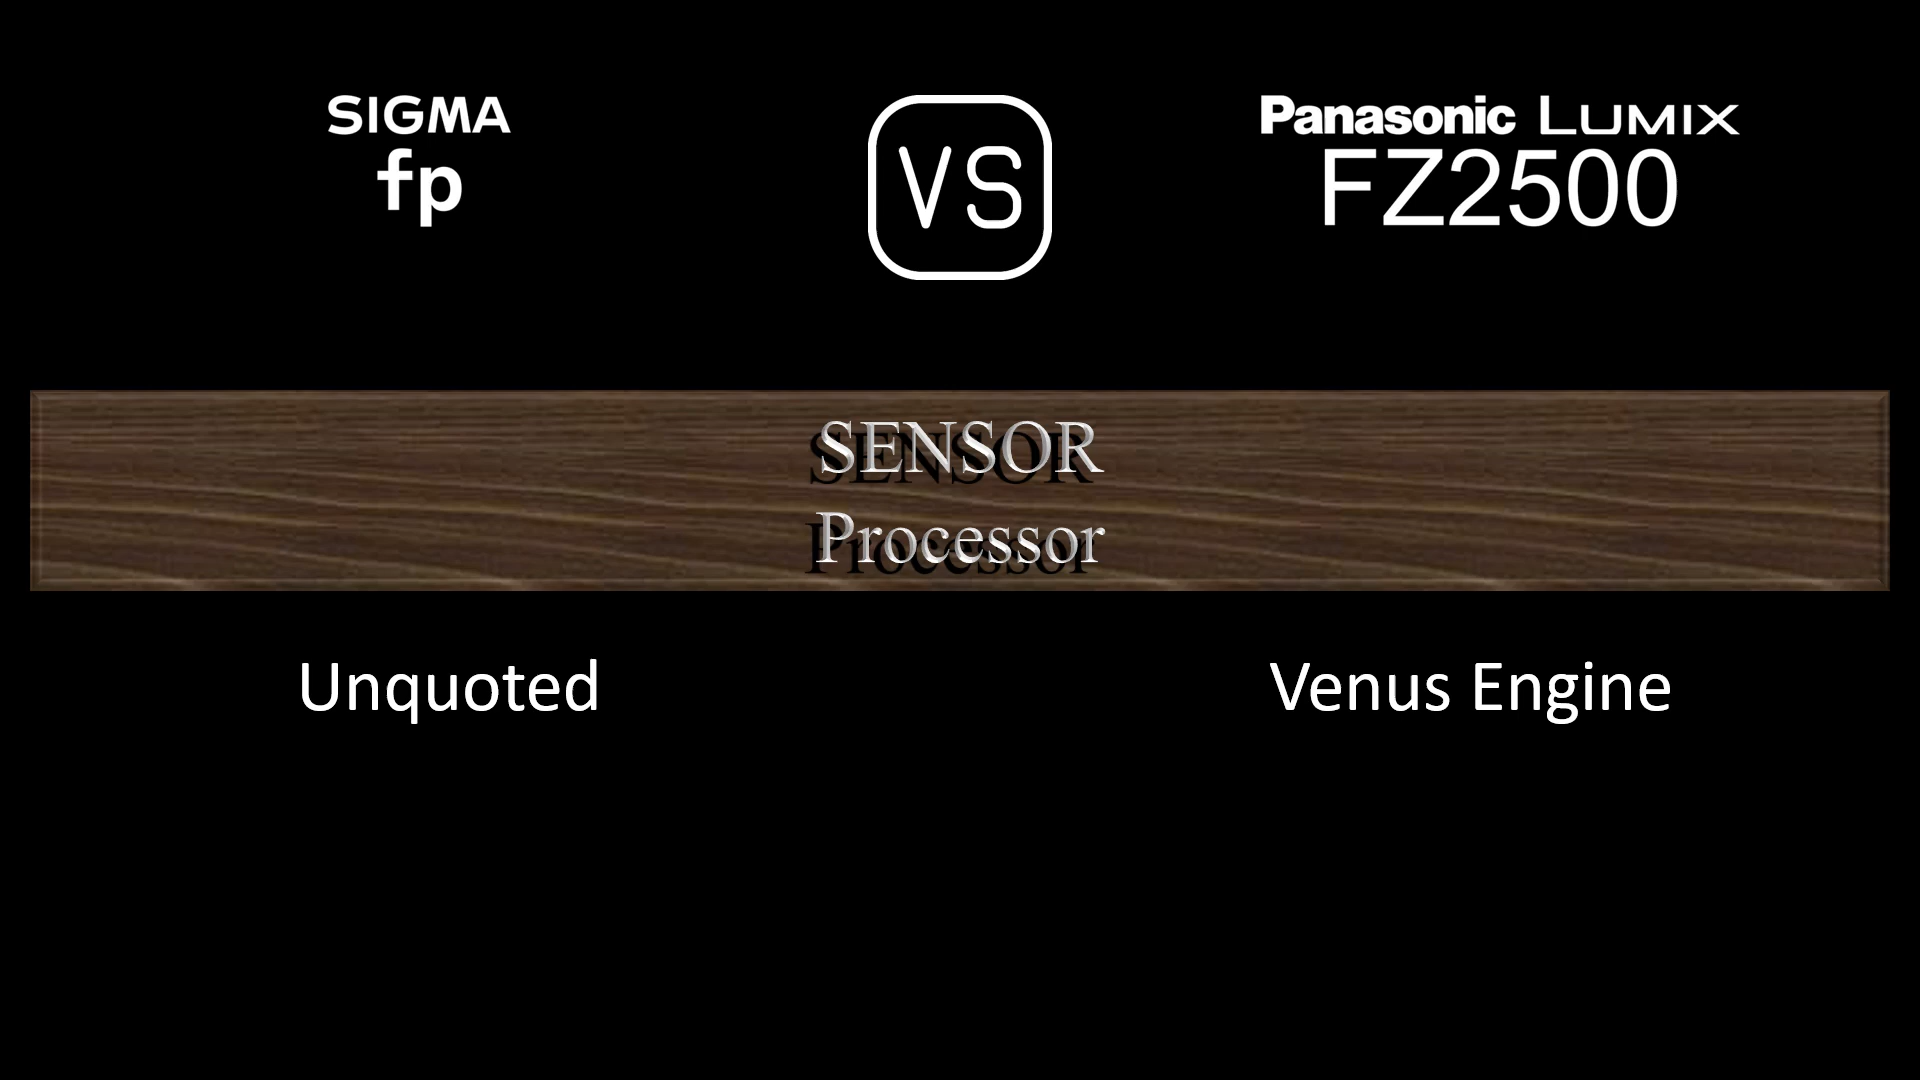 SIGMA
fp
VS
Panasonic LUMIX
FZ2500
SENSOR
Processor
Unquoted
Venus Engine